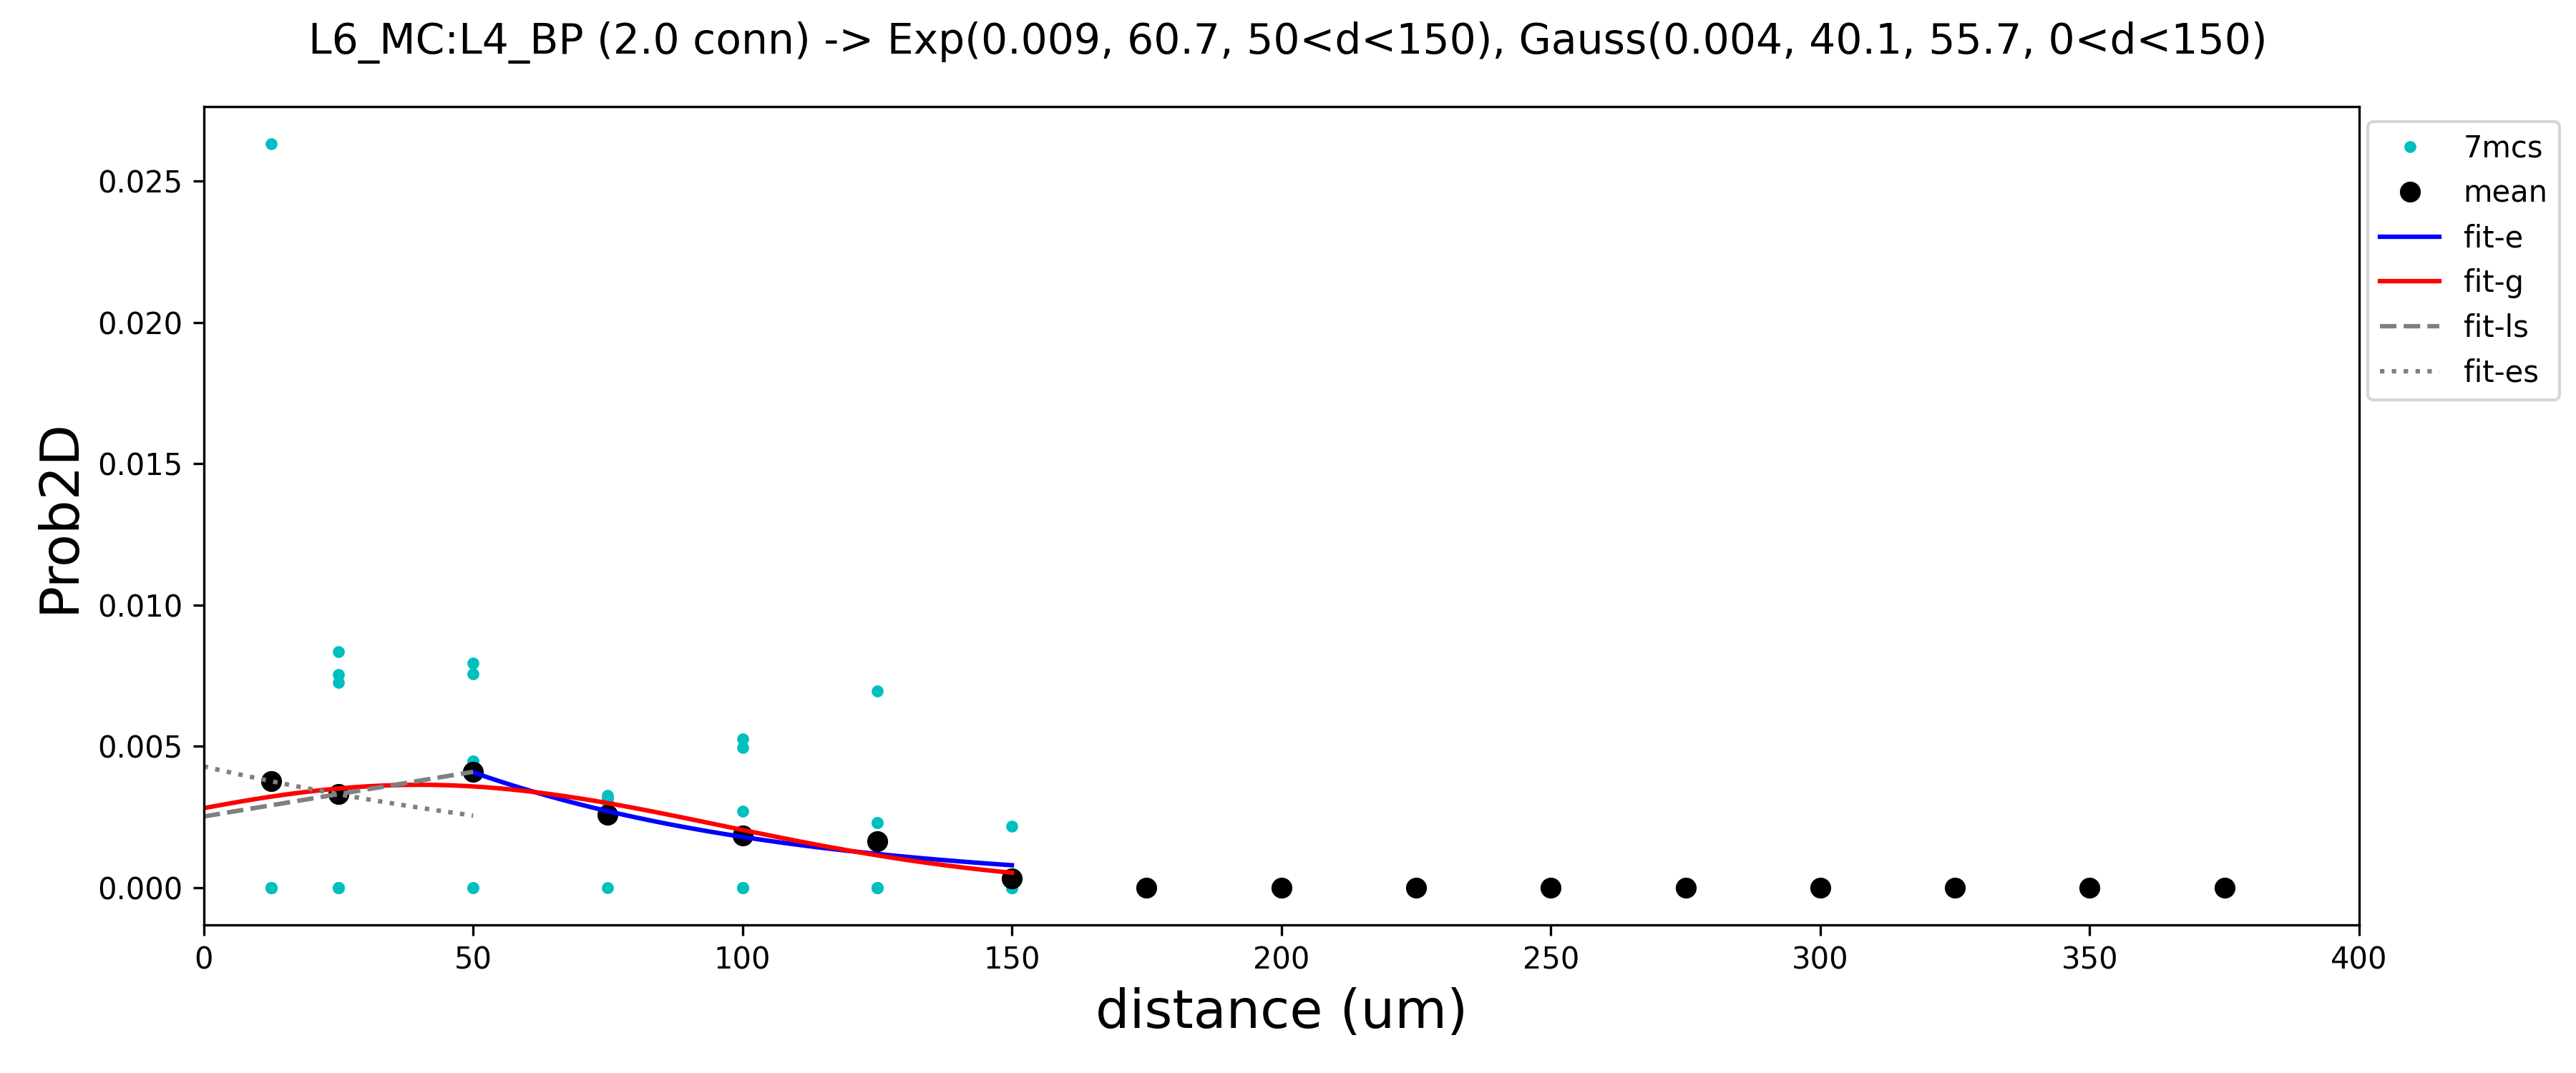 L6_MC:L4_BP (2.0 conn) -> Exp(0.009, 60.7, 50<d<150), Gauss(0.004, 40.1, 55.7, 0<d<150)
7mcs
mean
fit-e
fit-g
fit-ls
fit-es
Prob2D
0.025
0.020
0.015
0.010
0.005
0.000
0 50 100 150 200 250 300 350 400
distance (um)